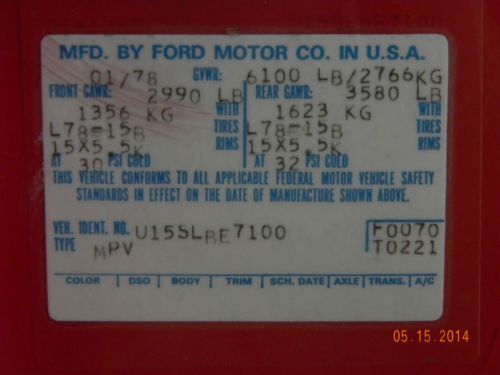 MFD. BY FORD MOTOR CO. IN U.S.A.
01/78 GVWR: 6100 LB/2766KG
FRONT GAWR: 2990 LB REAR GAWR: 3580 LB
1356 KG WITH 1623 KG WITH
L78-15B TIRES L78-15B TIRES
15X5.5K RIMS 15X5.5K RIMS
AT 30 PSI COLD AT 32 PSI COLD
THIS VEHICLE CONFORMS TO ALL APPLICABLE FEDERAL MOTOR VEHICLE SAFETY
STANDARDS IN EFFECT ON THE DATE OF MANUFACTURE SHOWN ABOVE.
VEH. IDENT. NO. U15SLBE7100 F0070
TYPE MPV T0221
COLOR DSO BODY TRIM SCH. DATE AXLE TRANS. A/C
05.15.2014